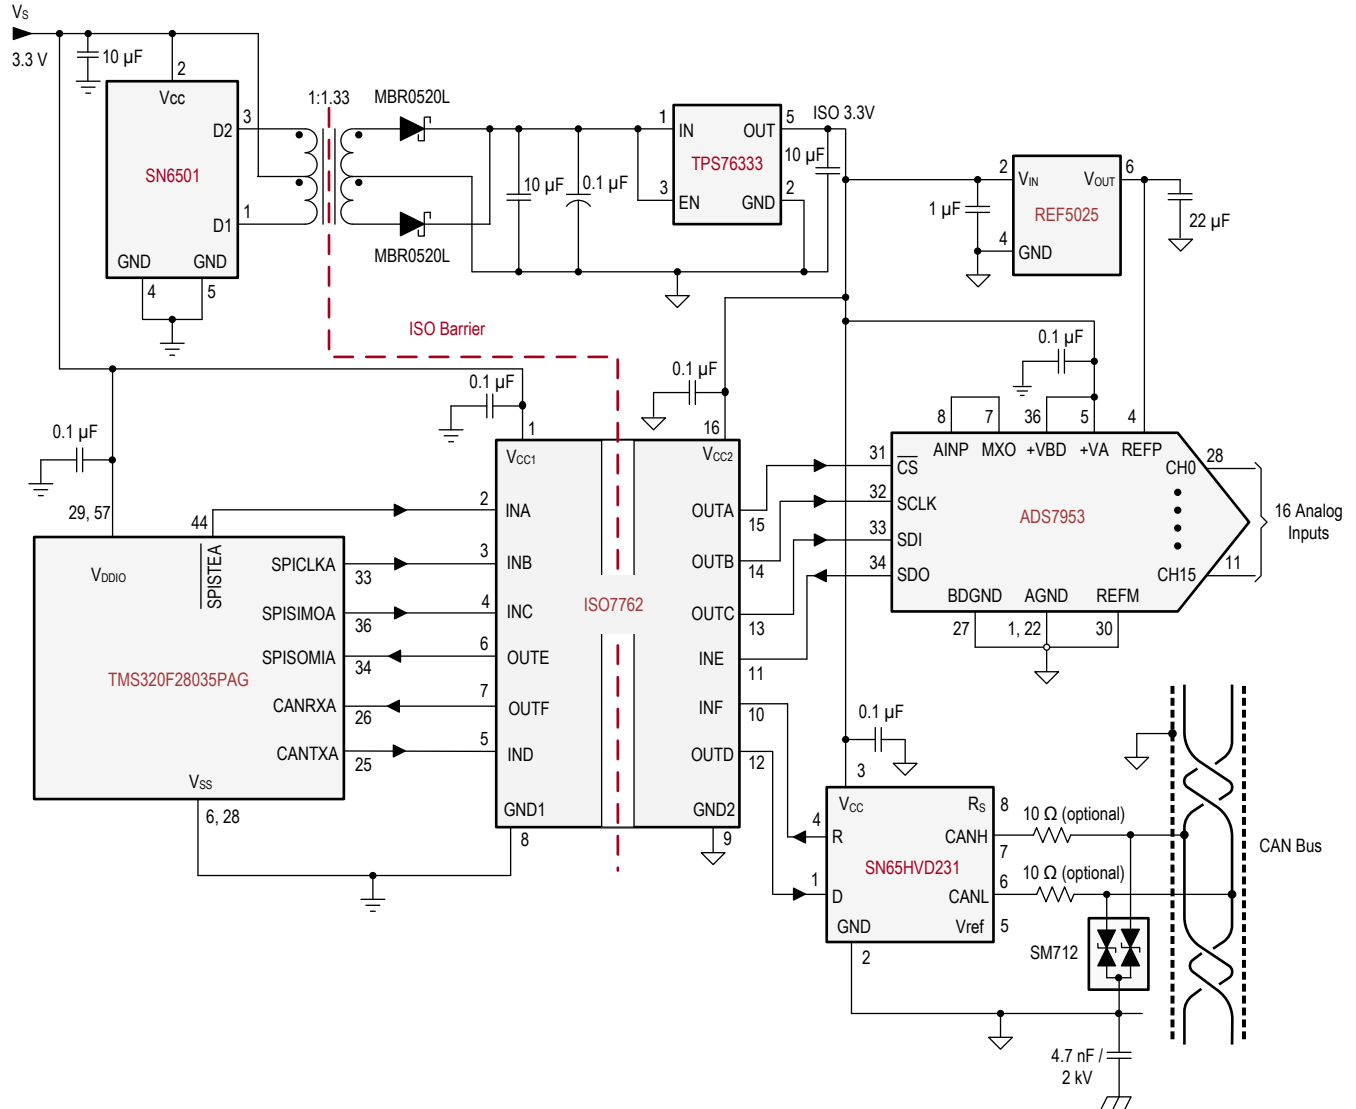 VS
3.3 V
10 µF
2
Vcc
3
D2
SN6501
1
D1
GND
GND
4
5
1:1.33
MBR0520L
MBR0520L
10 µF
0.1 µF
1
IN
OUT
5
TPS76333
3
EN
GND
2
ISO 3.3V
10 µF
2
VIN
VOUT
6
REF5025
1 µF
4
GND
22 µF
ISO Barrier
0.1 µF
0.1 µF
0.1 µF
0.1 µF
29, 57
44
VDDIO
SPISTEA
SPICLKA
33
SPISIMOA
36
SPISOMIA
34
TMS320F28035PAG
CANRXA
26
CANTXA
25
VSS
6, 28
1
VCC1
2
INA
3
INB
4
INC
6
OUTE
7
OUTF
5
IND
GND1
8
ISO7762
16
VCC2
OUTA
15
OUTB
14
OUTC
13
INE
11
INF
10
OUTD
12
GND2
9
8
7
36
5
4
AINP
MXO
+VBD
+VA
REFP
31
CS
32
SCLK
33
SDI
34
SDO
ADS7953
CH0
28
CH15
11
16 Analog
Inputs
BDGND
AGND
REFM
27
1, 22
30
0.1 µF
3
VCC
RS
8
4
R
CANH
7
SN65HVD231
1
D
CANL
6
GND
Vref
5
2
10 Ω (optional)
10 Ω (optional)
SM712
CAN Bus
4.7 nF /
2 kV